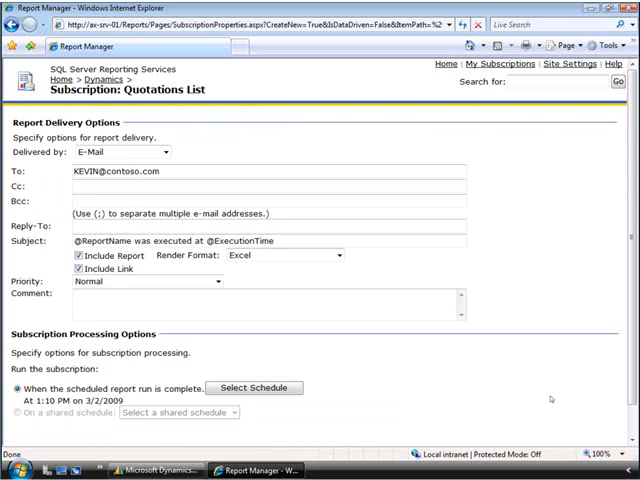 Report Manager - Windows Internet Explorer
http://ax-srv-01/Reports/Pages/SubscriptionProperties.aspx?CreateNew=True&IsDataDriven=False&ItemPath=%2
Live Search
Report Manager
Page
Tools
SQL Server Reporting Services
Home > Dynamics >
Subscription: Quotations List
Home | My Subscriptions | Site Settings | Help
Search for:
Go
Report Delivery Options
Specify options for report delivery.
Delivered by: E-Mail
To: KEVIN@contoso.com
Cc:
Bcc:
(Use (;) to separate multiple e-mail addresses.)
Reply-To:
Subject: @ReportName was executed at @ExecutionTime
Include Report Render Format: Excel
Include Link
Priority: Normal
Comment:
Subscription Processing Options
Specify options for subscription processing.
Run the subscription:
When the scheduled report run is complete. Select Schedule
At 1:10 PM on 3/2/2009
On a shared schedule: Select a shared schedule
Done
Local intranet | Protected Mode: Off
100%
Microsoft Dynamics...
Report Manager - W...